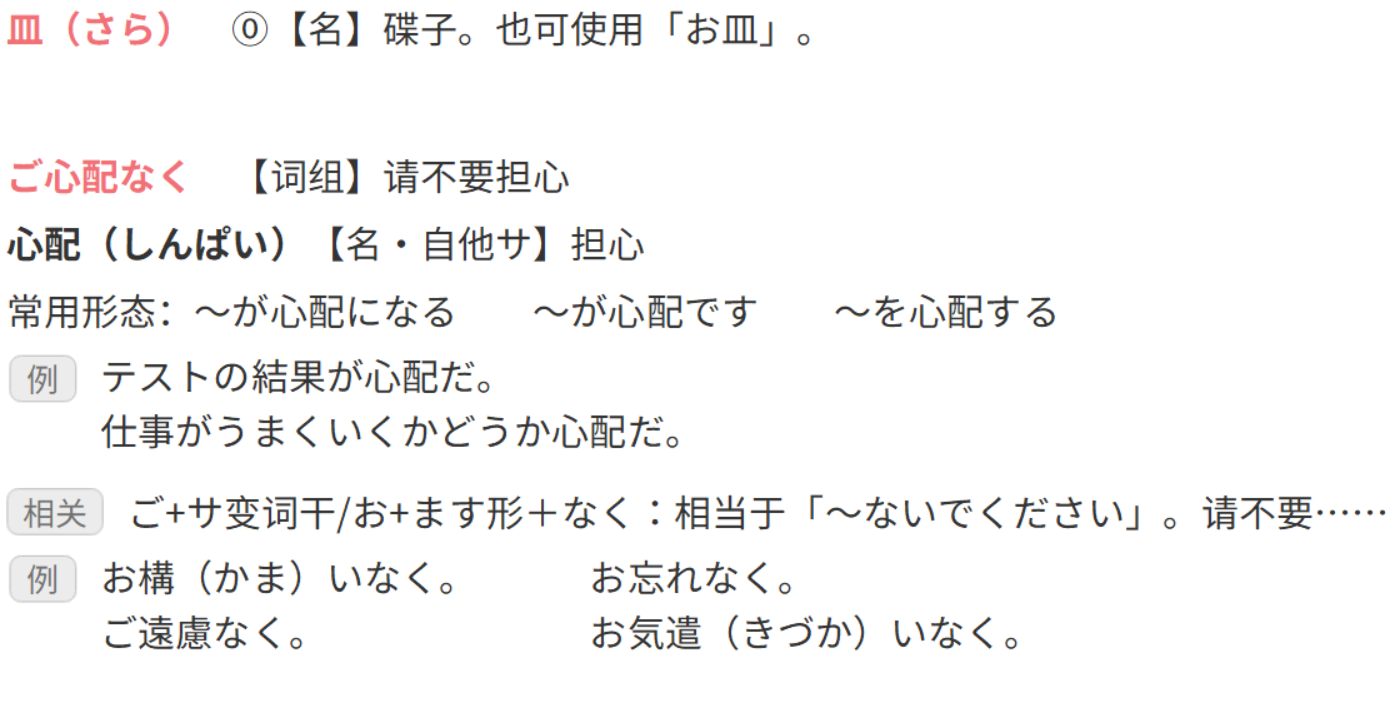 皿（さら）　⓪【名】碟子。也可使用「お皿」。
ご心配なく　【词组】请不要担心
心配（しんぱい）【名・自他サ】担心
常用形态：～が心配になる　　～が心配です　　～を心配する
例　テストの結果が心配だ。
仕事がうまくいくかどうか心配だ。
相关　ご+サ变词干/お+ます形＋なく：相当于「～ないでください」。请不要……
例　お構（かま）いなく。　　　お忘れなく。
ご遠慮なく。　　　お気遣（きづか）いなく。